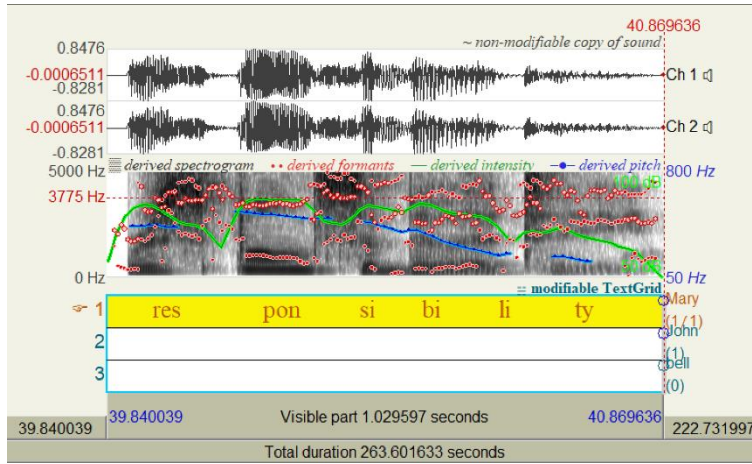 40.869636
0.8476
~ non-modifiable copy of sound
-0.0006511
Ch 1
-0.8281
0.8476
-0.0006511
Ch 2
-0.8281
derived spectrogram derived formants derived intensity derived pitch
5000 Hz
800 Hz
100 dB
3775 Hz
0 Hz
50 Hz
modifiable TextGrid
1 res pon si bi li ty
Mary
(1 / 1)
2
John
(1)
3
bell
(0)
39.840039 Visible part 1.029597 seconds 40.869636
39.840039
222.731997
Total duration 263.601633 seconds